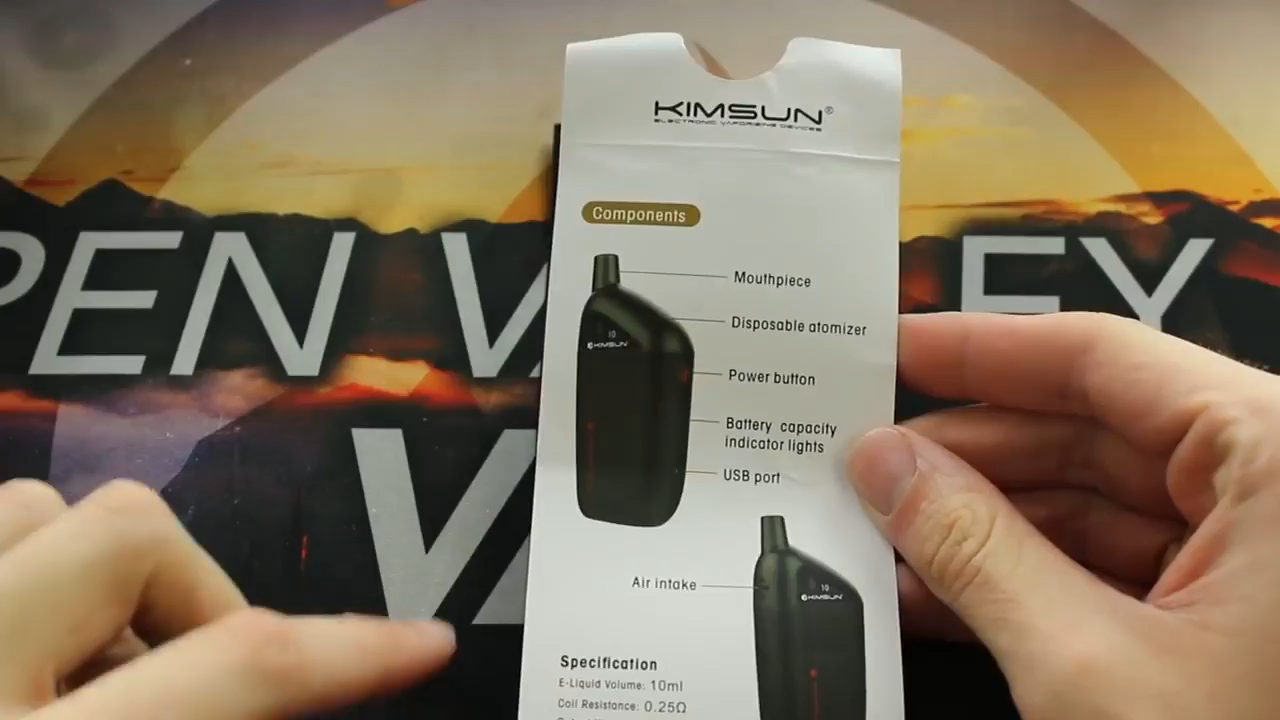 KIMSUN®
ELECTRONIC VAPORISING DEVICES
Components
Mouthpiece
Disposable atomizer
Power button
Battery capacity
indicator lights
USB port
10
KIMSUN
Air intake
10
KIMSUN
Specification
E-Liquid Volume: 10ml
Coil Resistance: 0.25Ω
PEN V
EY
V